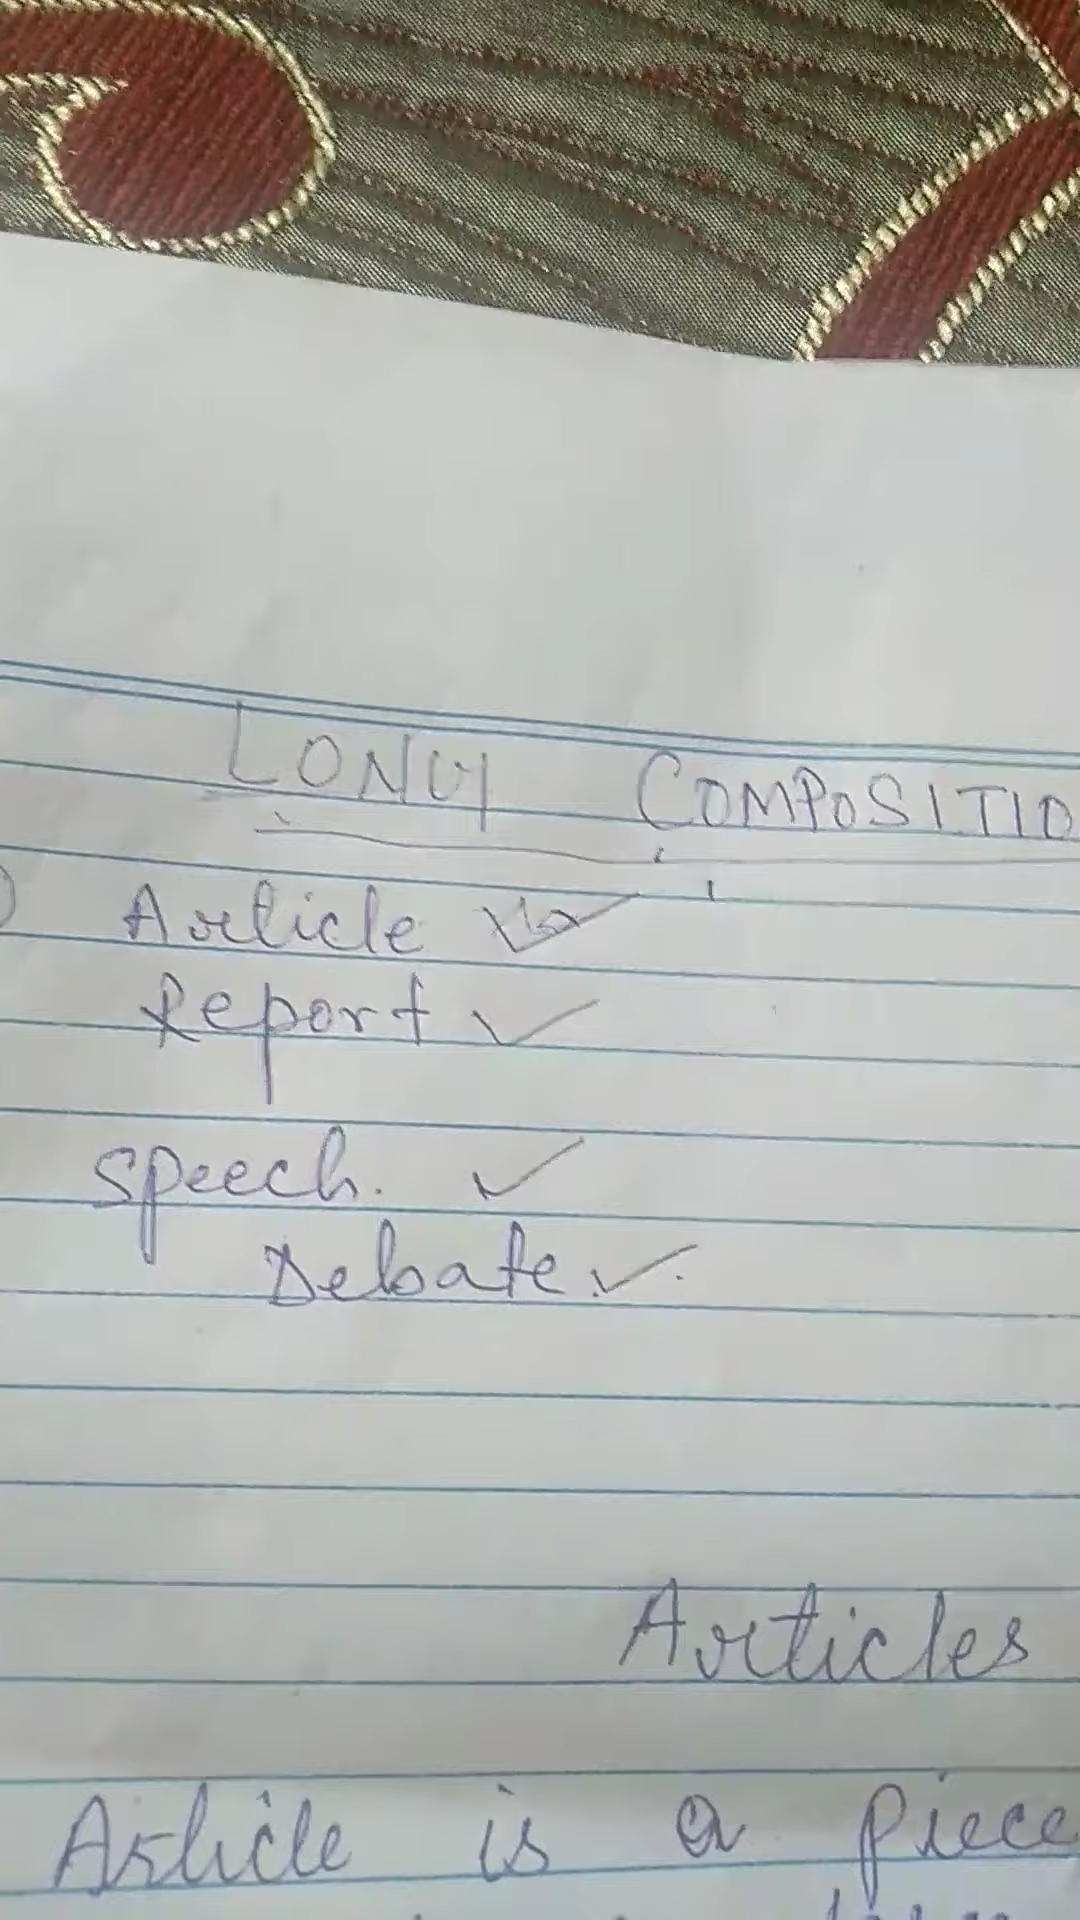 LONG COMPOSITIO
Article
Report
Speech.
Debate.
Articles
Article is a piece